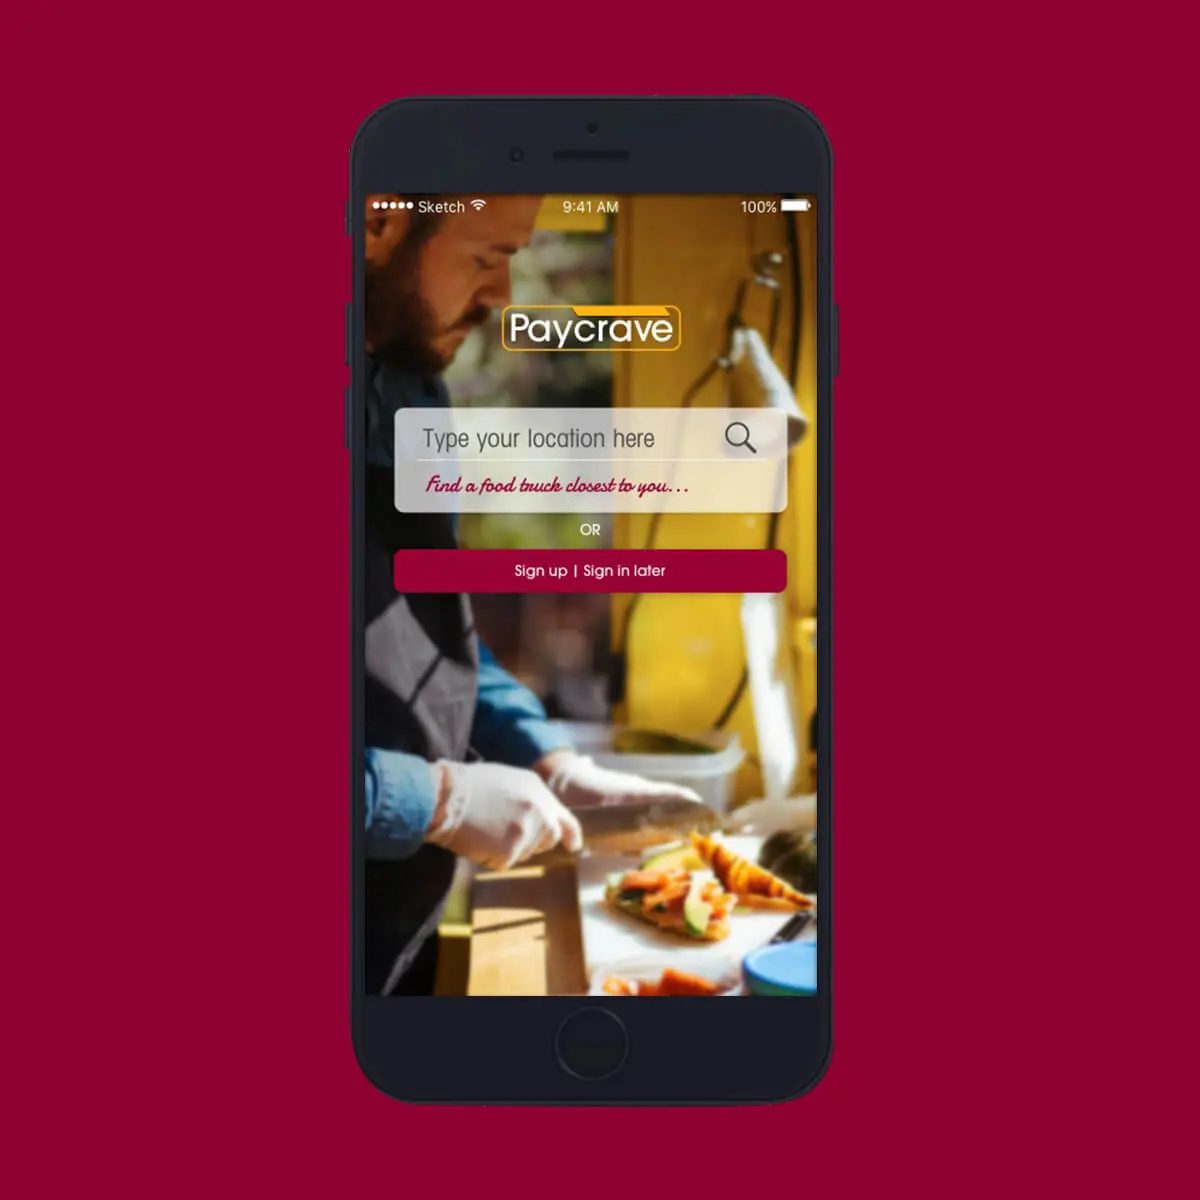 Sketch 9:41 AM 100%
Paycrave
Type your location here
Find a food truck closest to you...
OR
Sign up | Sign in later